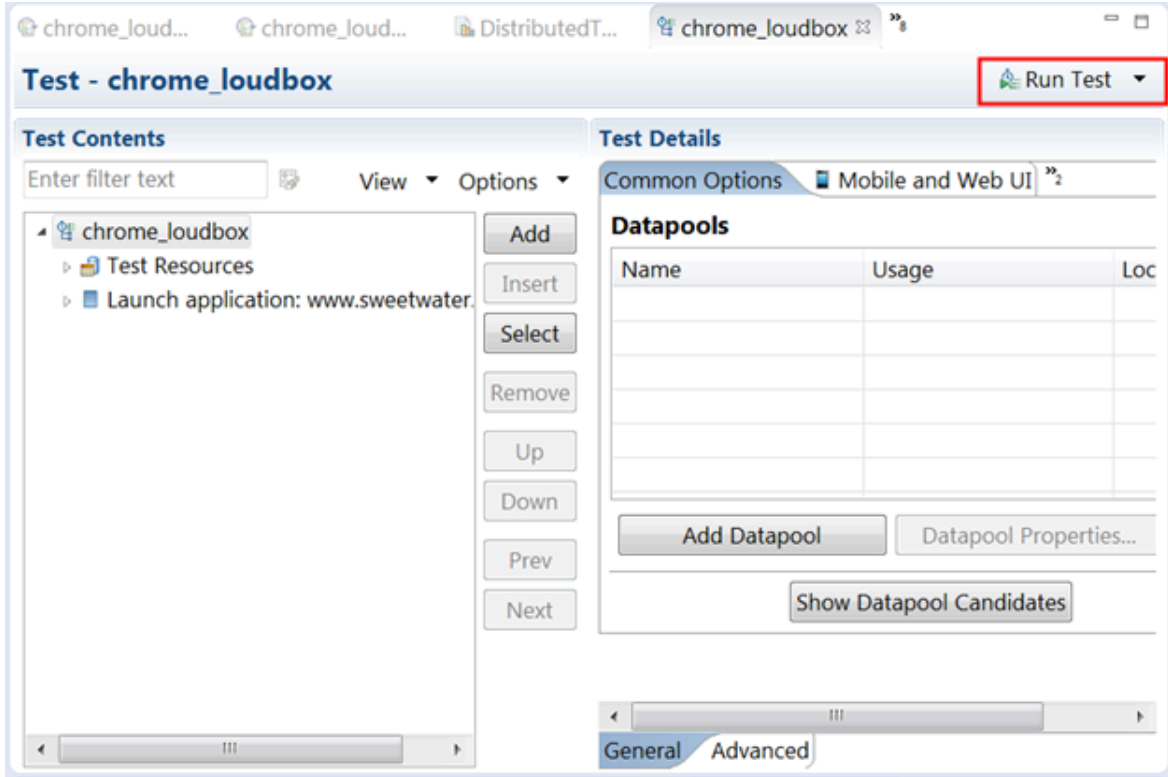 chrome_loud... chrome_loud... DistributedT... chrome_loudbox »8
Test - chrome_loudbox Run Test
Test Contents
Enter filter text View Options
chrome_loudbox
Test Resources
Launch application: www.sweetwater.
Add
Insert
Select
Remove
Up
Down
Prev
Next
Test Details
Common Options Mobile and Web UI »2
Datapools
Name Usage Loc
Add Datapool Datapool Properties...
Show Datapool Candidates
General Advanced